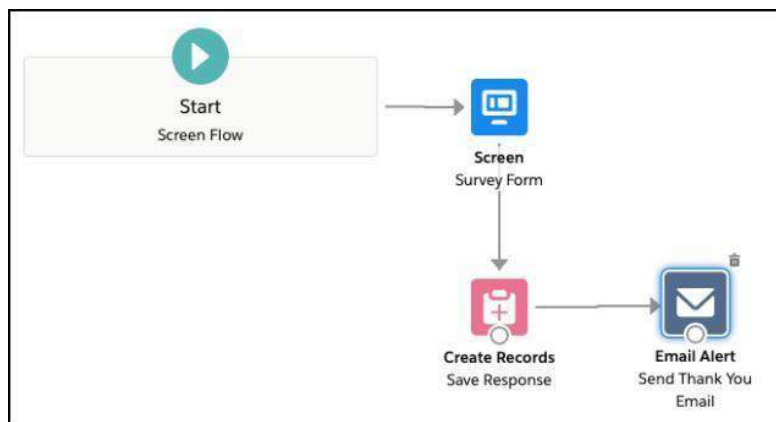 Start
Screen Flow
Screen
Survey Form
Create Records
Save Response
Email Alert
Send Thank You
Email